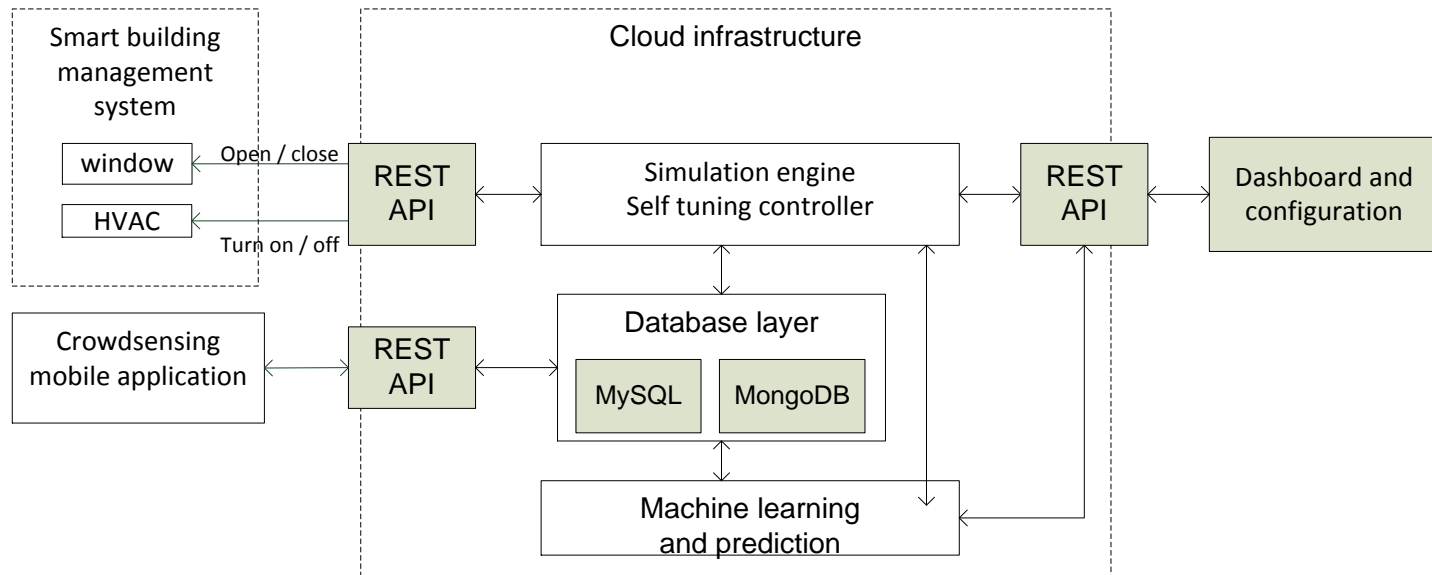 Smart building
management
system
Cloud infrastructure
window
Open / close
HVAC
Turn on / off
REST
API
Simulation engine
Self tuning controller
REST
API
Dashboard and
configuration
Crowdsensing
mobile application
REST
API
Database layer
MySQL
MongoDB
Machine learning
and prediction